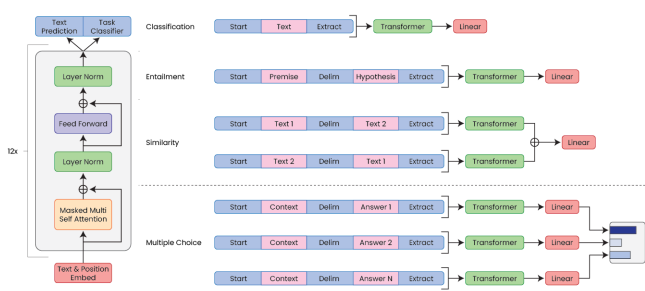 Text Prediction
Task Classifier
Layer Norm
Feed Forward
12x
Layer Norm
Masked Multi Self Attention
Text & Position Embed
Classification
Start Text Extract Transformer Linear
Entailment
Start Premise Delim Hypothesis Extract Transformer Linear
Similarity
Start Text 1 Delim Text 2 Extract Transformer
Linear
Start Text 2 Delim Text 1 Extract Transformer
Multiple Choice
Start Context Delim Answer 1 Extract Transformer Linear
Start Context Delim Answer 2 Extract Transformer Linear
Start Context Delim Answer N Extract Transformer Linear